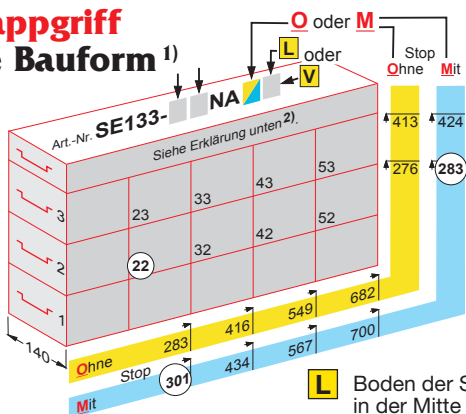 appgriff
e Bauform 1)
O oder M
L oder
V
Stop
Ohne Mit
Art.-Nr. SE133- NA
Siehe Erklärung unten 2).
413 424
276 283
53
43
33
23
3
52
42
32
22
2
1
140
Ohne 283 416 549 682
Stop
Mit 301 434 567 700
L Boden der S
in der Mitte